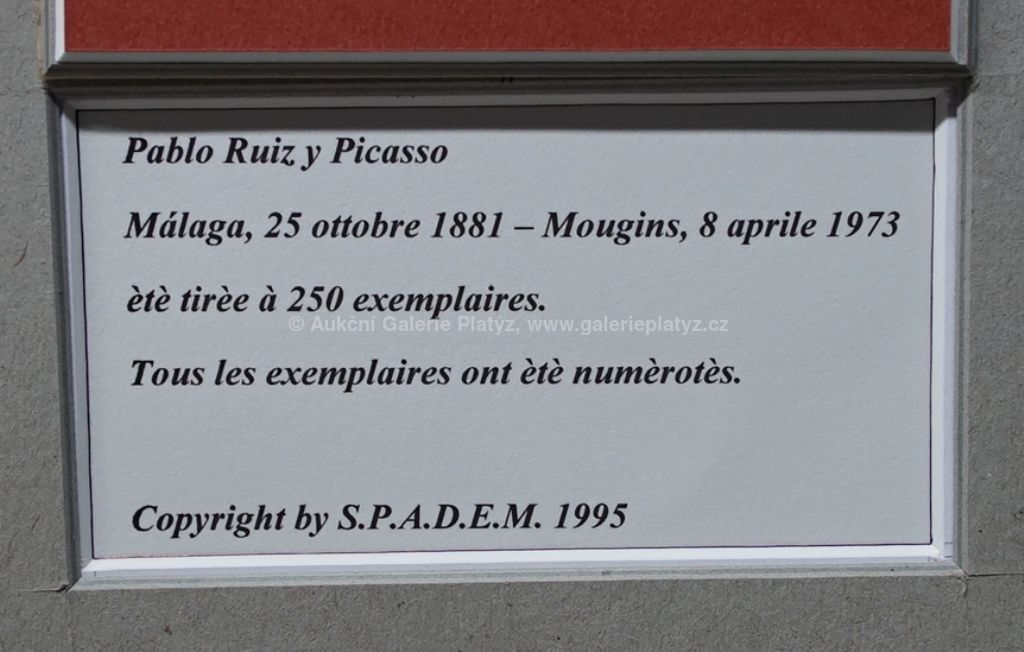 Pablo Ruiz y Picasso
Málaga, 25 ottobre 1881 – Mougins, 8 aprile 1973
ètè tirèe à 250 exemplaires.
© Aukční Galerie Platýz, www.galerieplatyz.cz
Tous les exemplaires ont ètè numèrotès.
Copyright by S.P.A.D.E.M. 1995